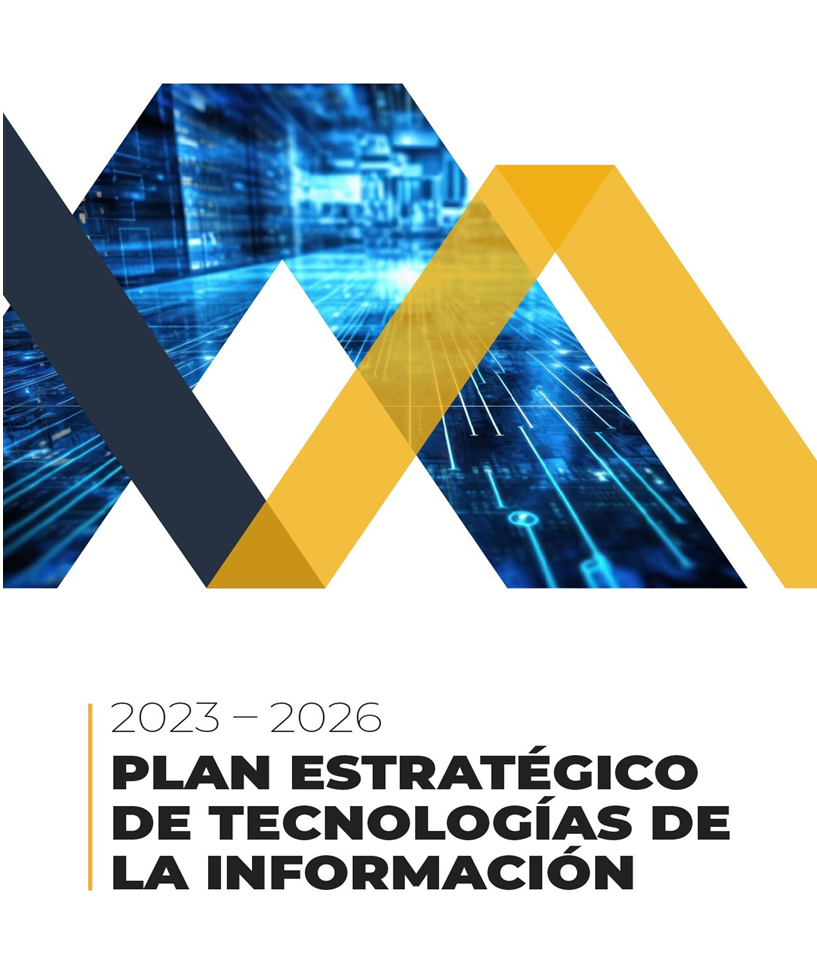 2023 – 2026
PLAN ESTRATÉGICO
DE TECNOLOGÍAS DE
LA INFORMACIÓN